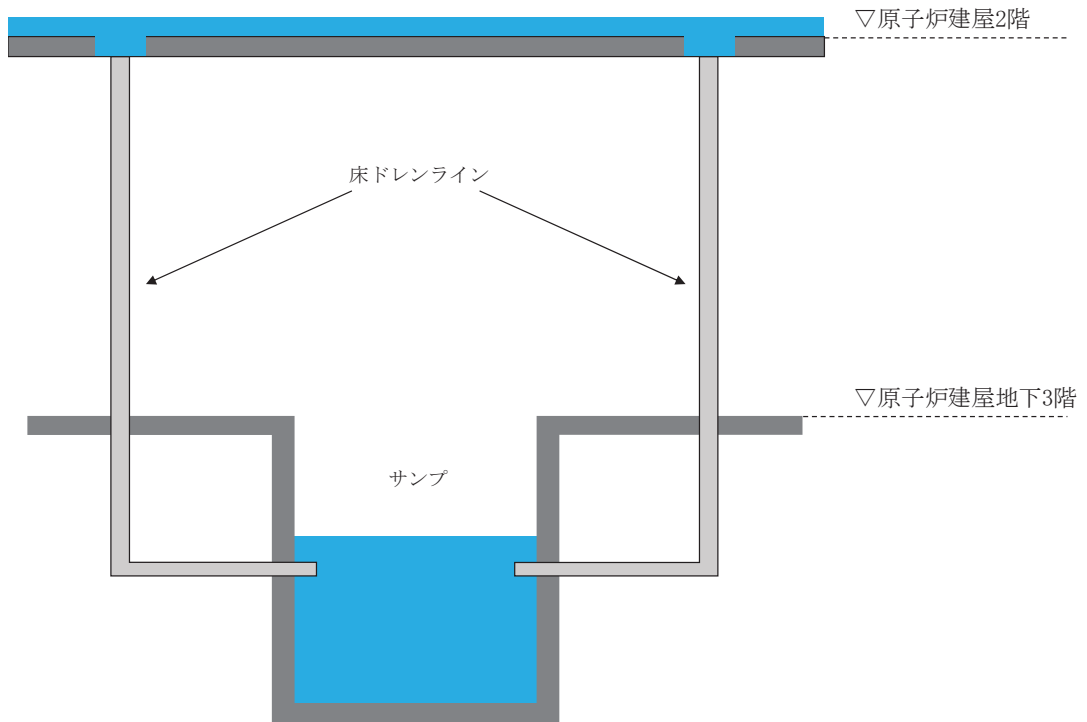 ▽原子炉建屋2階
床ドレンライン
▽原子炉建屋地下3階
サンプ